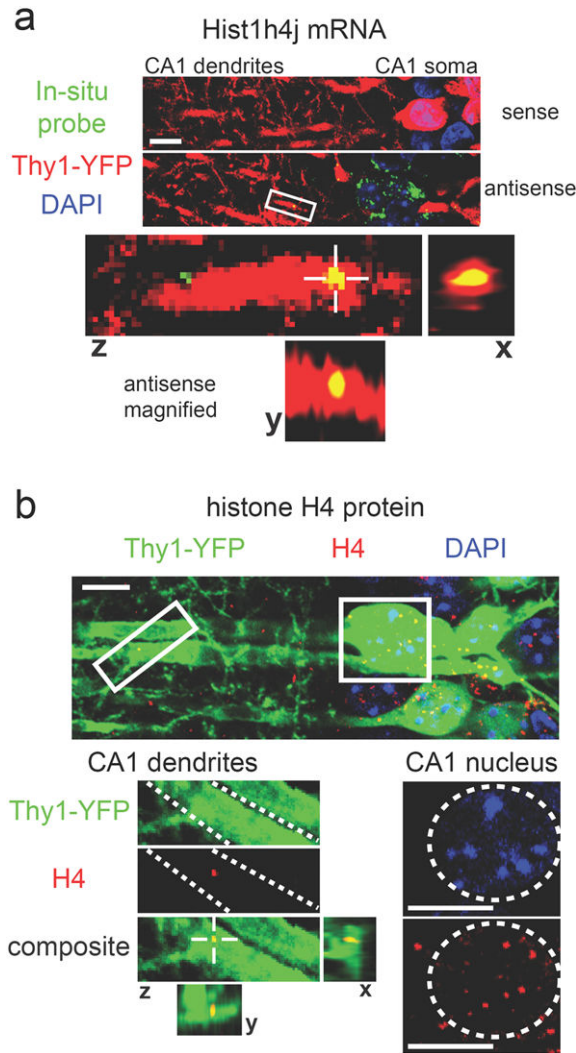 a
Hist1h4j mRNA
CA1 dendrites CA1 soma
In-situ
probe
sense
Thy1-YFP
DAPI
antisense
z
x
antisense
magnified
y
b
histone H4 protein
Thy1-YFP H4 DAPI
CA1 dendrites CA1 nucleus
Thy1-YFP
H4
composite
z
x
y